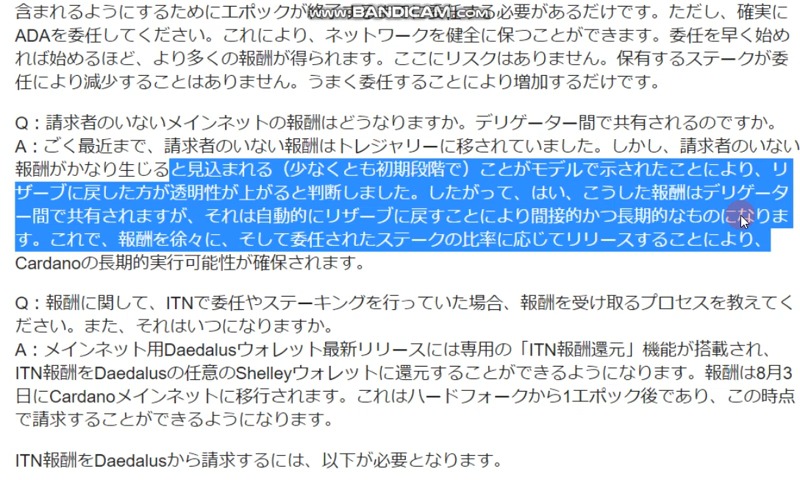 含まれるようにするためにエポックが終
る必要があるだけです。ただし、確実に
WWW.BANDICAM.COM
ADAを委任してください。これにより、ネットワークを健全に保つことができます。委任を早く始め
れば始めるほど、より多くの報酬が得られます。ここにリスクはありません。保有するステークが委
任により減少することはありません。うまく委任することにより増加するだけです。
Q：請求者のいないメインネットの報酬はどうなりますか。デリゲーター間で共有されるのですか。
A：ごく最近まで、請求者のいない報酬はトレジャリーに移されていました。しかし、請求者のいない
報酬がかなり生じると見込まれる（少なくとも初期段階で）ことがモデルで示されたことにより、リ
ザーブに戻した方が透明性が上がると判断しました。したがって、はい、こうした報酬はデリゲータ
ー間で共有されますが、それは自動的にリザーブに戻すことにより間接的かつ長期的なものになりま
す。これで、報酬を徐々に、そして委任されたステークの比率に応じてリリースすることにより、
Cardanoの長期的実行可能性が確保されます。
Q：報酬に関して、ITNで委任やステーキングを行っていた場合、報酬を受け取るプロセスを教えてく
ださい。また、それはいつになりますか。
A：メインネット用Daedalusウォレット最新リリースには専用の「ITN報酬還元」機能が搭載され、
ITN報酬をDaedalusの任意のShelleyウォレットに還元することができるようになります。報酬は8月3
日にCardanoメインネットに移行されます。これはハードフォークから1エポック後であり、この時点
で請求することができるようになります。
ITN報酬をDaedalusから請求するには、以下が必要となります。